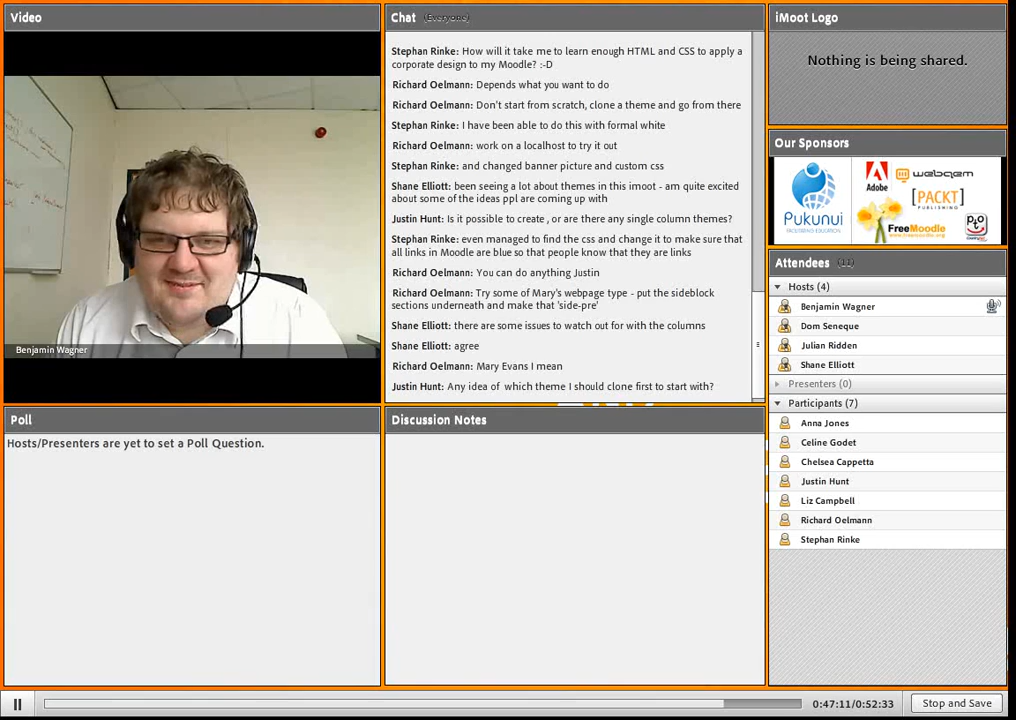 Video
Benjamin Wagner
Chat (Everyone)
Stephan Rinke: How will it take me to learn enough HTML and CSS to apply a
corporate design to my Moodle? :-D
Richard Oelmann: Depends what you want to do
Richard Oelmann: Don't start from scratch, clone a theme and go from there
Stephan Rinke: I have been able to do this with formal white
Richard Oelmann: work on a localhost to try it out
Stephan Rinke: and changed banner picture and custom css
Shane Elliott: been seeing a lot about themes in this imoot - am quite excited
about some of the ideas ppl are coming up with
Justin Hunt: Is it possible to create , or are there any single column themes?
Stephan Rinke: even managed to find the css and change it to make sure that
all links in Moodle are blue so that people know that they are links
Richard Oelmann: You can do anything Justin
Richard Oelmann: Try some of Mary's webpage type - put the sideblock
sections underneath and make that 'side-pre'
Shane Elliott: there are some issues to watch out for with the columns
Shane Elliott: agree
Richard Oelmann: Mary Evans I mean
Justin Hunt: Any idea of which theme I should clone first to start with?
iMoot Logo
Nothing is being shared.
Our Sponsors
Pukunui
Adobe
webqem
[PACKT]
PUBLISHING
FreeMoodle
Attendees (11)
Hosts (4)
Benjamin Wagner
Dom Seneque
Julian Ridden
Shane Elliott
Presenters (0)
Participants (7)
Anna Jones
Celine Godet
Chelsea Cappetta
Justin Hunt
Liz Campbell
Richard Oelmann
Stephan Rinke
Poll
Hosts/Presenters are yet to set a Poll Question.
Discussion Notes
0:47:11/0:52:33
Stop and Save